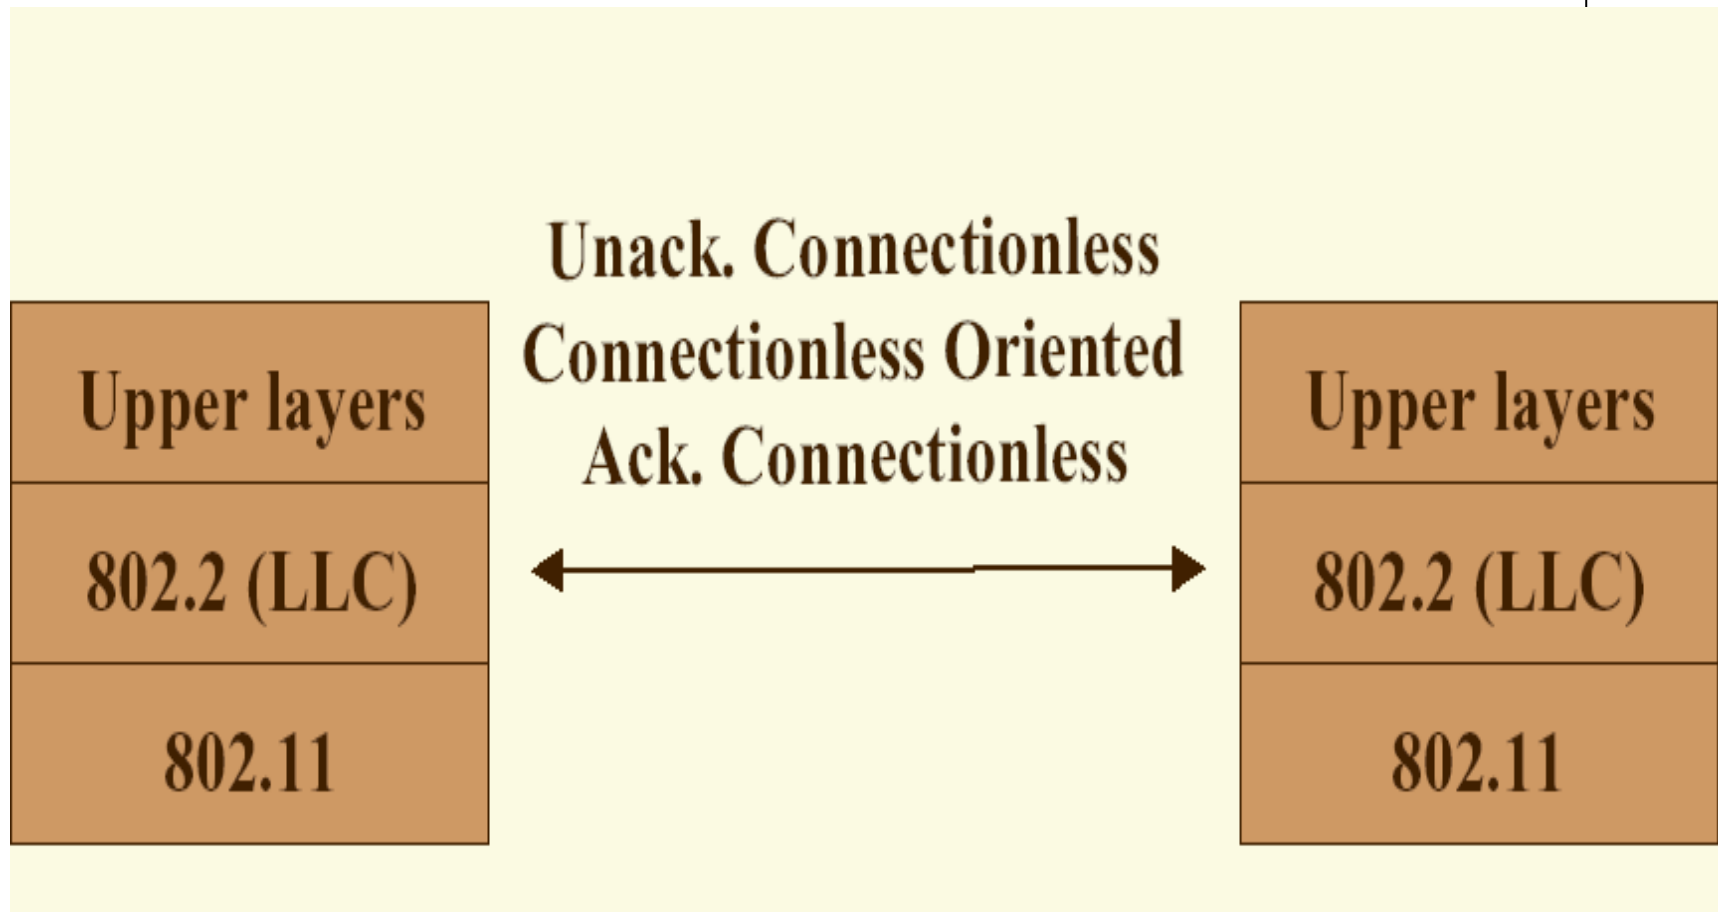 Unack. Connectionless
Connectionless Oriented
Ack. Connectionless
Upper layers
802.2 (LLC)
802.11
Upper layers
802.2 (LLC)
802.11